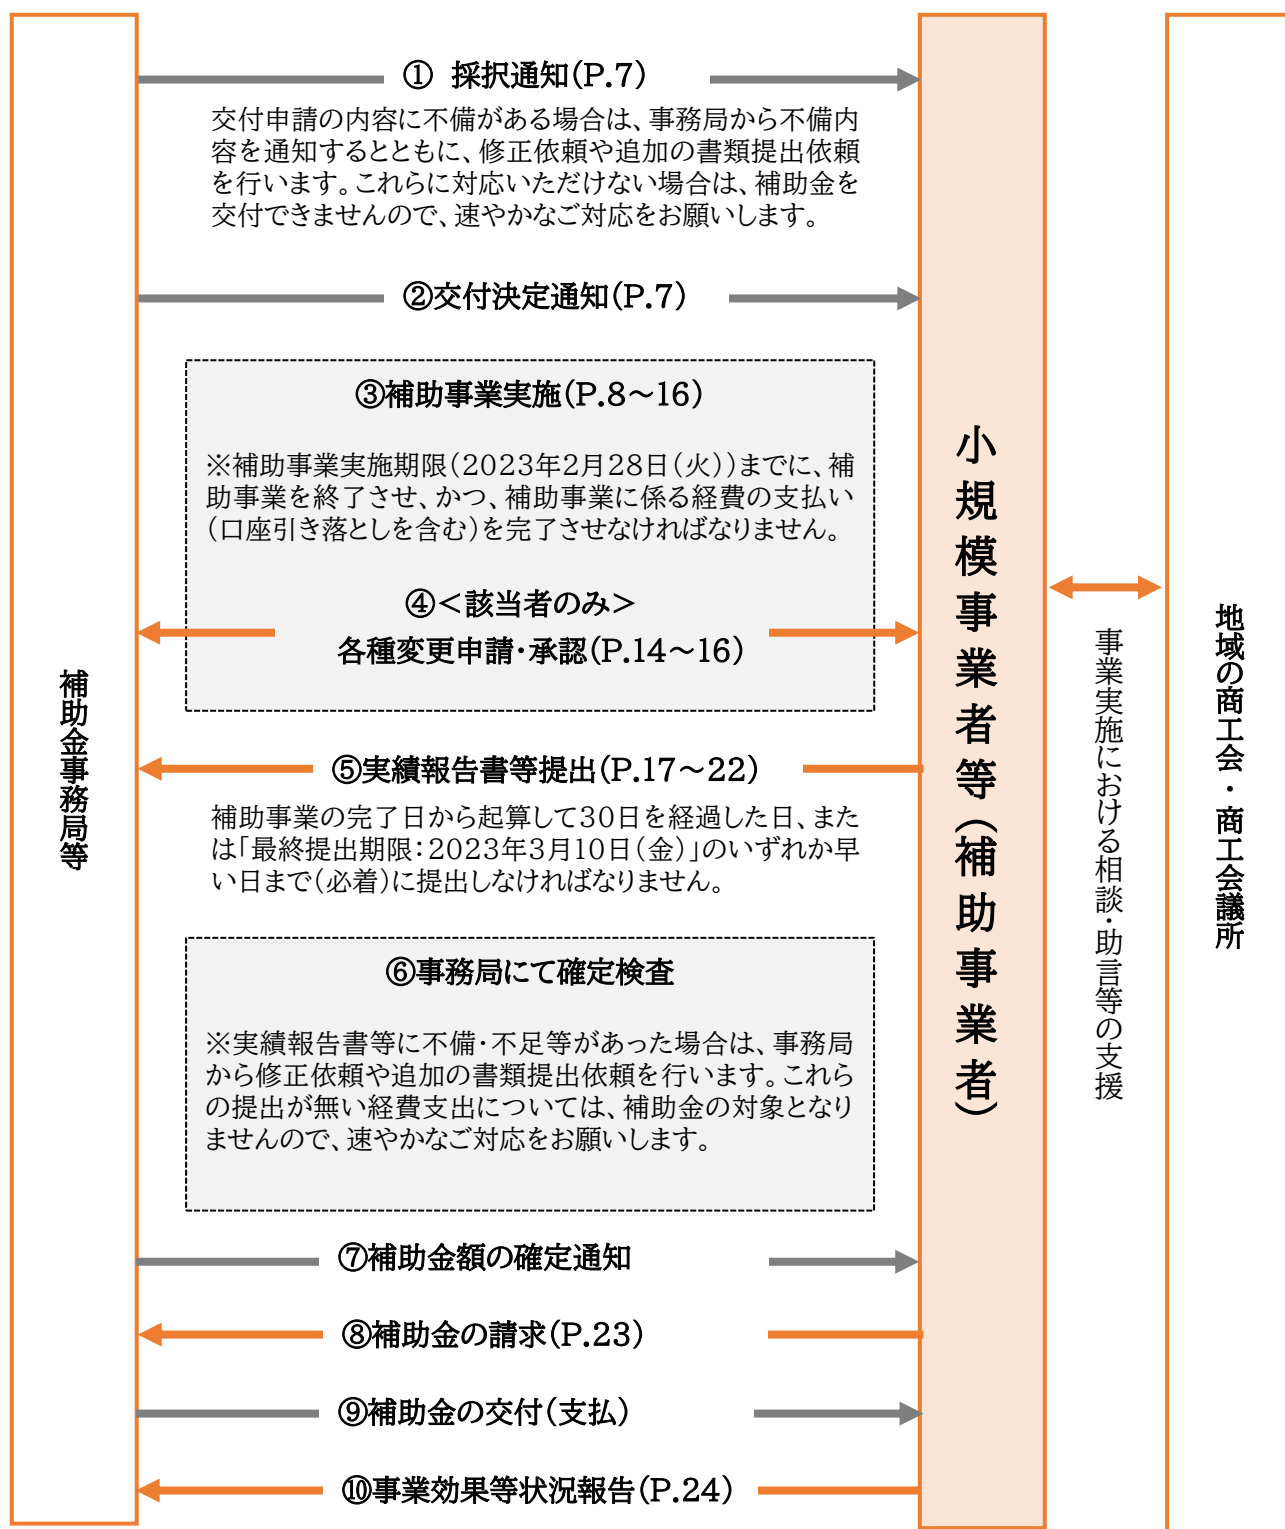 ① 採択通知(P.7)
交付申請の内容に不備がある場合は、事務局から不備内
容を通知するとともに、修正依頼や追加の書類提出依頼
を行います。これらに対応いただけない場合は、補助金を
交付できませんので、速やかなご対応をお願いします。
②交付決定通知(P.7)
③補助事業実施(P.8～16)
※補助事業実施期限(2023年2月28日(火))までに、補
助事業を終了させ、かつ、補助事業に係る経費の支払い
(口座引き落としを含む)を完了させなければなりません。
④＜該当者のみ＞
各種変更申請・承認(P.14～16)
⑤実績報告書等提出(P.17～22)
補助事業の完了日から起算して30日を経過した日、また
は「最終提出期限：2023年3月10日(金)」のいずれか早
い日まで(必着)に提出しなければなりません。
⑥事務局にて確定検査
※実績報告書等に不備・不足等があった場合は、事務局
から修正依頼や追加の書類提出依頼を行います。これら
の提出が無い経費支出については、補助金の対象となり
ませんので、速やかなご対応をお願いします。
⑦補助金額の確定通知
⑧補助金の請求(P.23)
⑨補助金の交付(支払)
⑩事業効果等状況報告(P.24)
補助金事務局等
小規模事業者等(補助事業者)
事業実施における相談・助言等の支援
地域の商工会・商工会議所